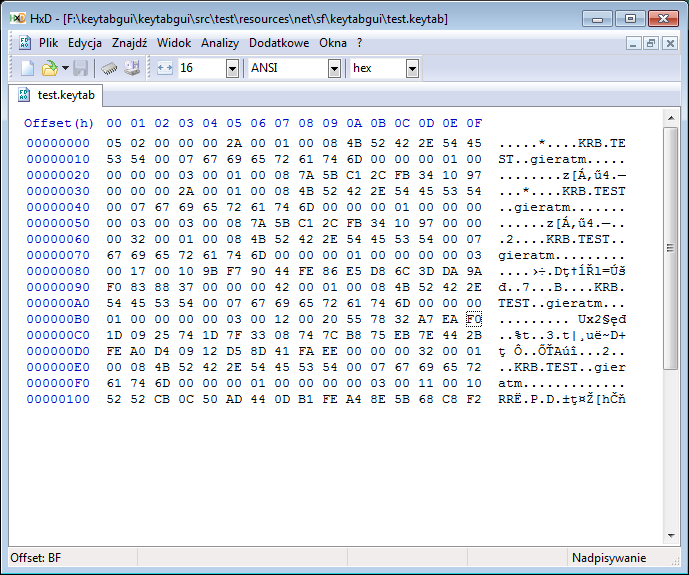 HxD - [F:\keytabgui\keytabgui\src\test\resources\net\sf\keytabgui\test.keytab]
Plik Edycja Znajdź Widok Analizy Dodatkowe Okna ?
16 ANSI hex
test.keytab
Offset(h) 00 01 02 03 04 05 06 07 08 09 0A 0B 0C 0D 0E 0F
00000000 05 02 00 00 00 2A 00 01 00 08 4B 52 42 2E 54 45 .....*....KRB.TE
00000010 53 54 00 07 67 69 65 72 61 74 6D 00 00 00 01 00 ST..gieratm.....
00000020 00 00 00 03 00 01 00 08 7A 5B C1 2C FB 34 10 97 ........z[Á,ű4.—
00000030 00 00 00 2A 00 01 00 08 4B 52 42 2E 54 45 53 54 ...*....KRB.TEST
00000040 00 07 67 69 65 72 61 74 6D 00 00 00 01 00 00 00 ..gieratm.......
00000050 00 03 00 03 00 08 7A 5B C1 2C FB 34 10 97 00 00 ......z[Á,ű4.—..
00000060 00 32 00 01 00 08 4B 52 42 2E 54 45 53 54 00 07 .2....KRB.TEST..
00000070 67 69 65 72 61 74 6D 00 00 00 01 00 00 00 00 03 gieratm.........
00000080 00 17 00 10 9B F7 90 44 FE 86 E5 D8 6C 3D DA 9A ....›÷.Dţ†ĺŘl=Úš
00000090 F0 83 88 37 00 00 00 42 00 01 00 08 4B 52 42 2E đ..7...B....KRB.
000000A0 54 45 53 54 00 07 67 69 65 72 61 74 6D 00 00 00 TEST..gieratm...
000000B0 01 00 00 00 00 03 00 12 00 20 55 78 32 A7 EA F0 ......... Ux2§ęđ
000000C0 1D 09 25 74 1D 7F 33 08 74 7C B8 75 EB 7E 44 2B ..%t..3.t|¸uë~D+
000000D0 FE A0 D4 09 12 D5 8D 41 FA EE 00 00 00 32 00 01 ţ Ô..ŐŤAúî...2..
000000E0 00 08 4B 52 42 2E 54 45 53 54 00 07 67 69 65 72 ..KRB.TEST..gier
000000F0 61 74 6D 00 00 00 01 00 00 00 00 03 00 11 00 10 atm.............
00000100 52 52 CB 0C 50 AD 44 0D B1 FE A4 8E 5B 68 C8 F2 RRË.P.D.±ţ¤Ž[hČň
Offset: BF Nadpisywanie